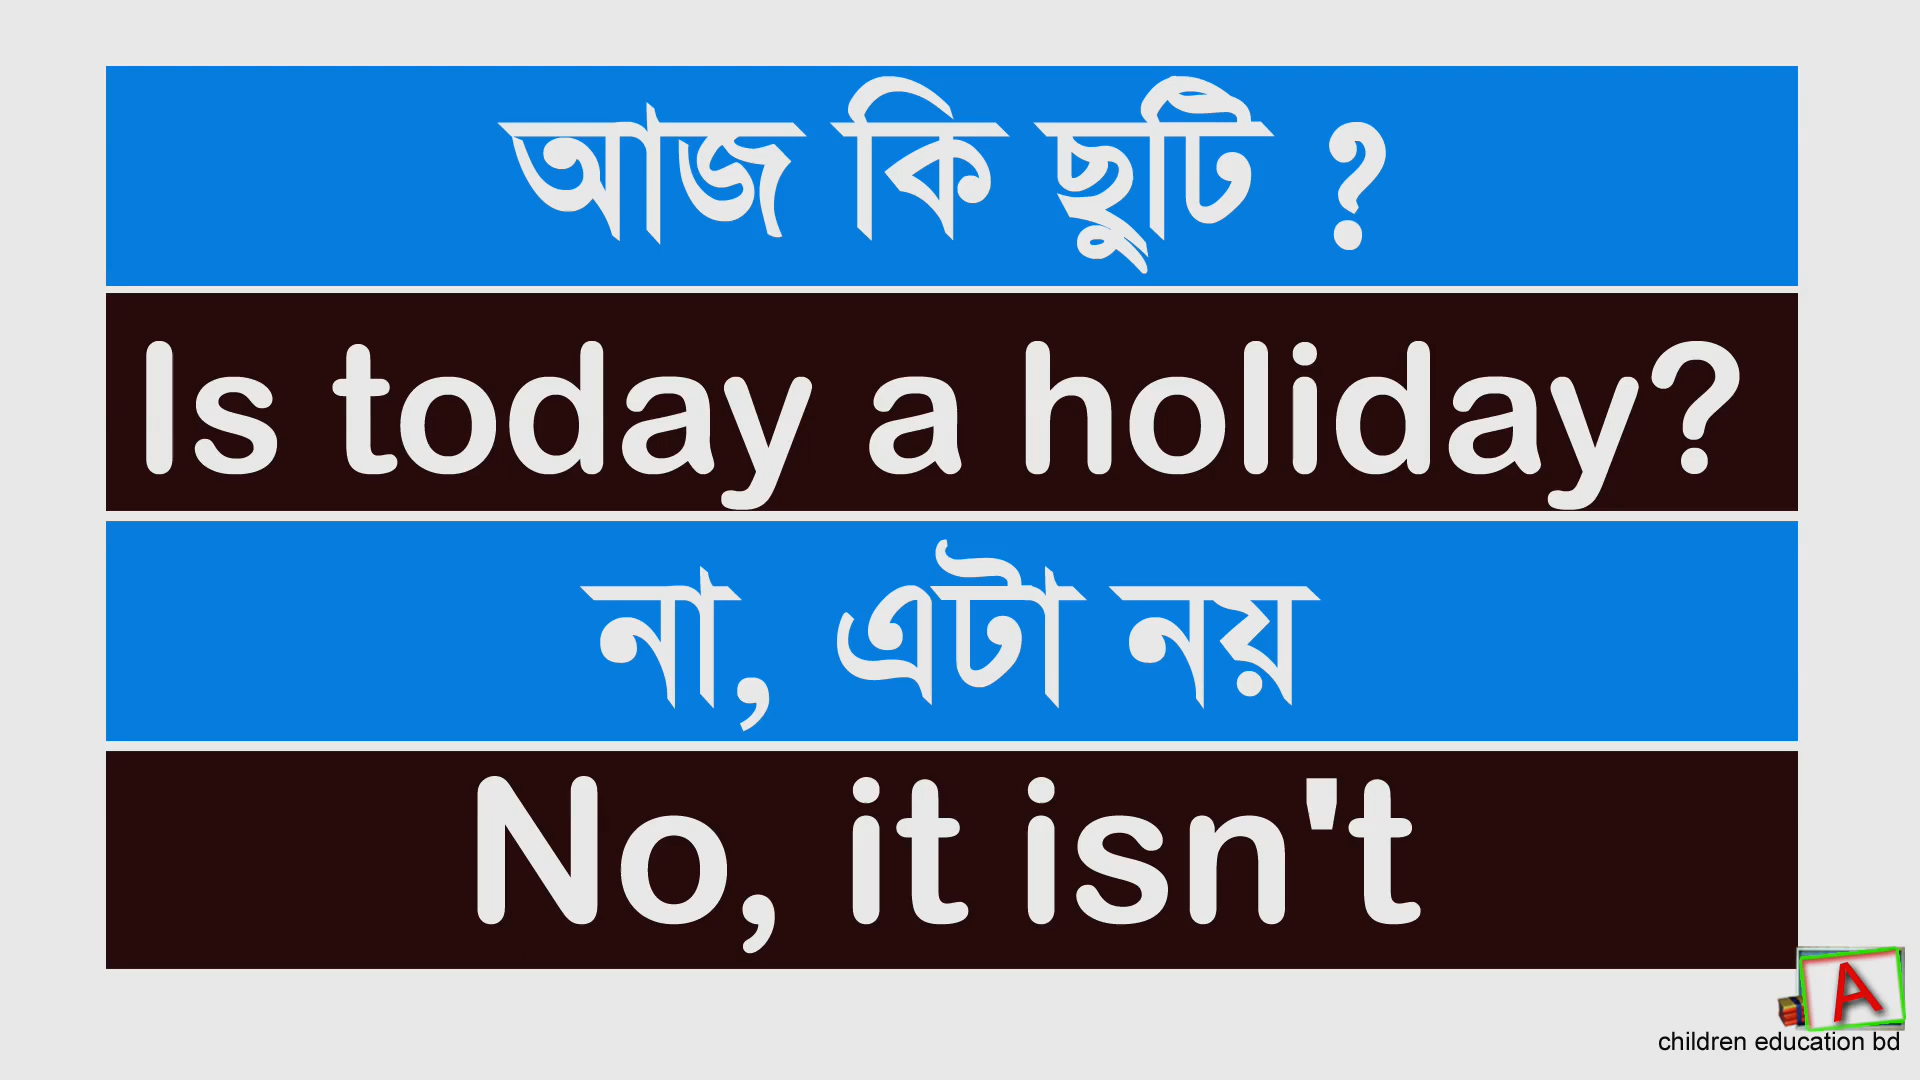 আজ কি ছুটি ?
Is today a holiday?
না, এটা নয়
No, it isn't
A
children education bd